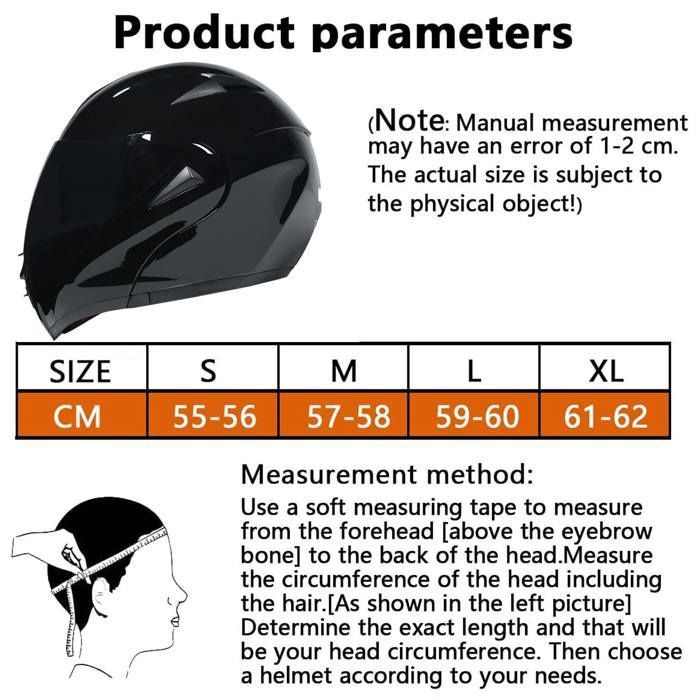 Product parameters
(Note: Manual measurement
may have an error of 1-2 cm.
The actual size is subject to
the physical object!)
SIZE S M L XL
CM 55-56 57-58 59-60 61-62
Measurement method:
Use a soft measuring tape to measure
from the forehead [above the eyebrow
bone] to the back of the head.Measure
the circumference of the head including
the hair.[As shown in the left picture]
Determine the exact length and that will
be your head circumference. Then choose
a helmet according to your needs.